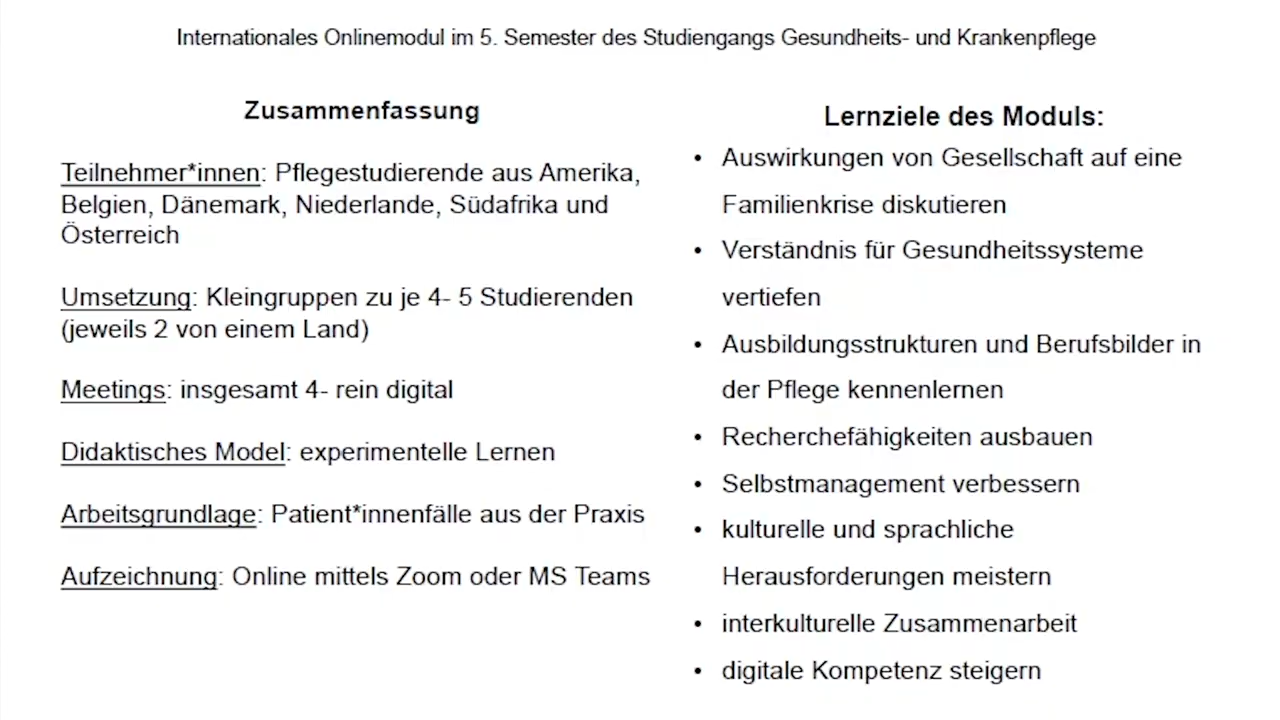 Internationales Onlinemodul im 5. Semester des Studiengangs Gesundheits- und Krankenpflege
Zusammenfassung
Teilnehmer*innen: Pflegestudierende aus Amerika,
Belgien, Dänemark, Niederlande, Südafrika und
Österreich
Umsetzung: Kleingruppen zu je 4- 5 Studierenden
(jeweils 2 von einem Land)
Meetings: insgesamt 4- rein digital
Didaktisches Model: experimentelle Lernen
Arbeitsgrundlage: Patient*innenfälle aus der Praxis
Aufzeichnung: Online mittels Zoom oder MS Teams
Lernziele des Moduls:
• Auswirkungen von Gesellschaft auf eine
Familienkrise diskutieren
• Verständnis für Gesundheitssysteme
vertiefen
• Ausbildungsstrukturen und Berufsbilder in
der Pflege kennenlernen
• Recherchefähigkeiten ausbauen
• Selbstmanagement verbessern
• kulturelle und sprachliche
Herausforderungen meistern
• interkulturelle Zusammenarbeit
• digitale Kompetenz steigern